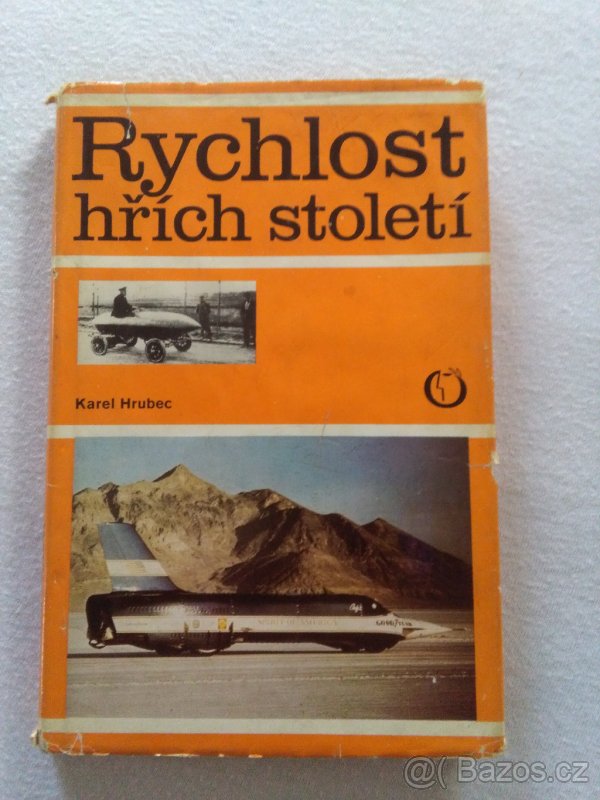 Rychlost
hřích století
Karel Hrubec
SPIRIT OF AMERICA
GOODYEAR
@( Bazos.cz